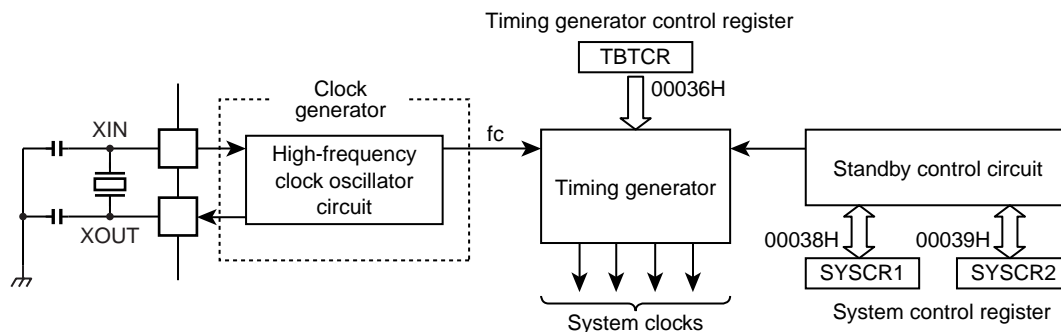 Timing generator control register
TBTCR
00036H
Clock
generator
XIN
fc
High-frequency
clock oscillator
circuit
Timing generator
Standby control circuit
XOUT
00038H
00039H
SYSCR1
SYSCR2
System clocks
System control register